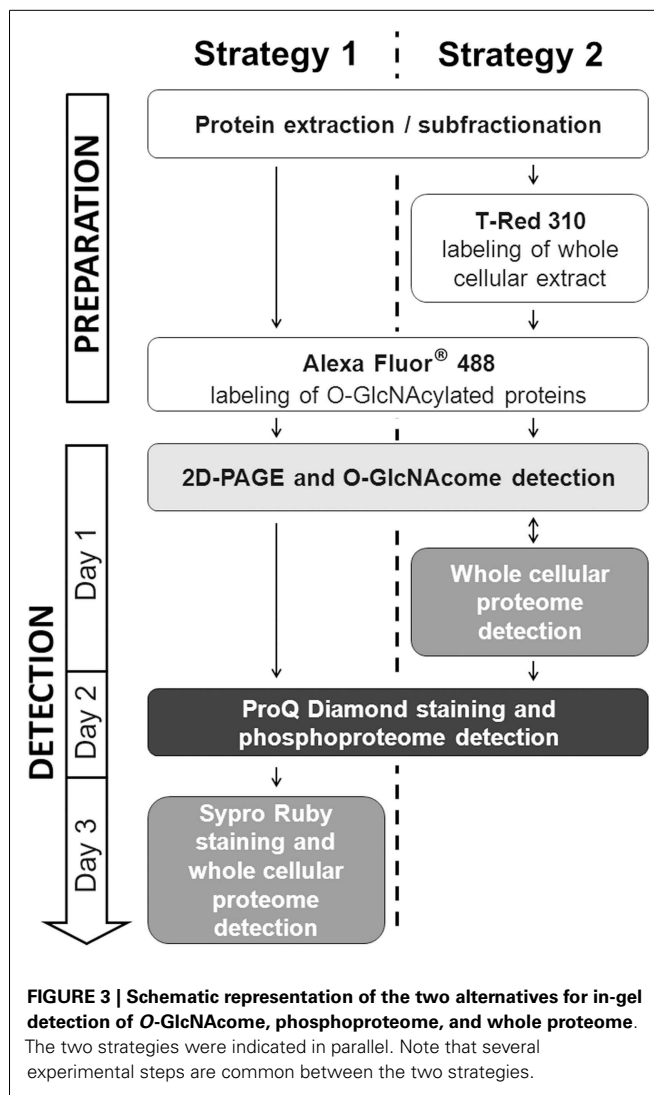 Strategy 1
Strategy 2
PREPARATION
Protein extraction / subfractionation
T-Red 310
labeling of whole
cellular extract
Alexa Fluor® 488
labeling of O-GlcNAcylated proteins
DETECTION
Day 1
2D-PAGE and O-GlcNAcome detection
Whole cellular
proteome
detection
Day 2
ProQ Diamond staining and
phosphoproteome detection
Day 3
Sypro Ruby
staining and
whole cellular
proteome
detection
FIGURE 3 | Schematic representation of the two alternatives for in-gel
detection of O-GlcNAcome, phosphoproteome, and whole proteome.
The two strategies were indicated in parallel. Note that several
experimental steps are common between the two strategies.